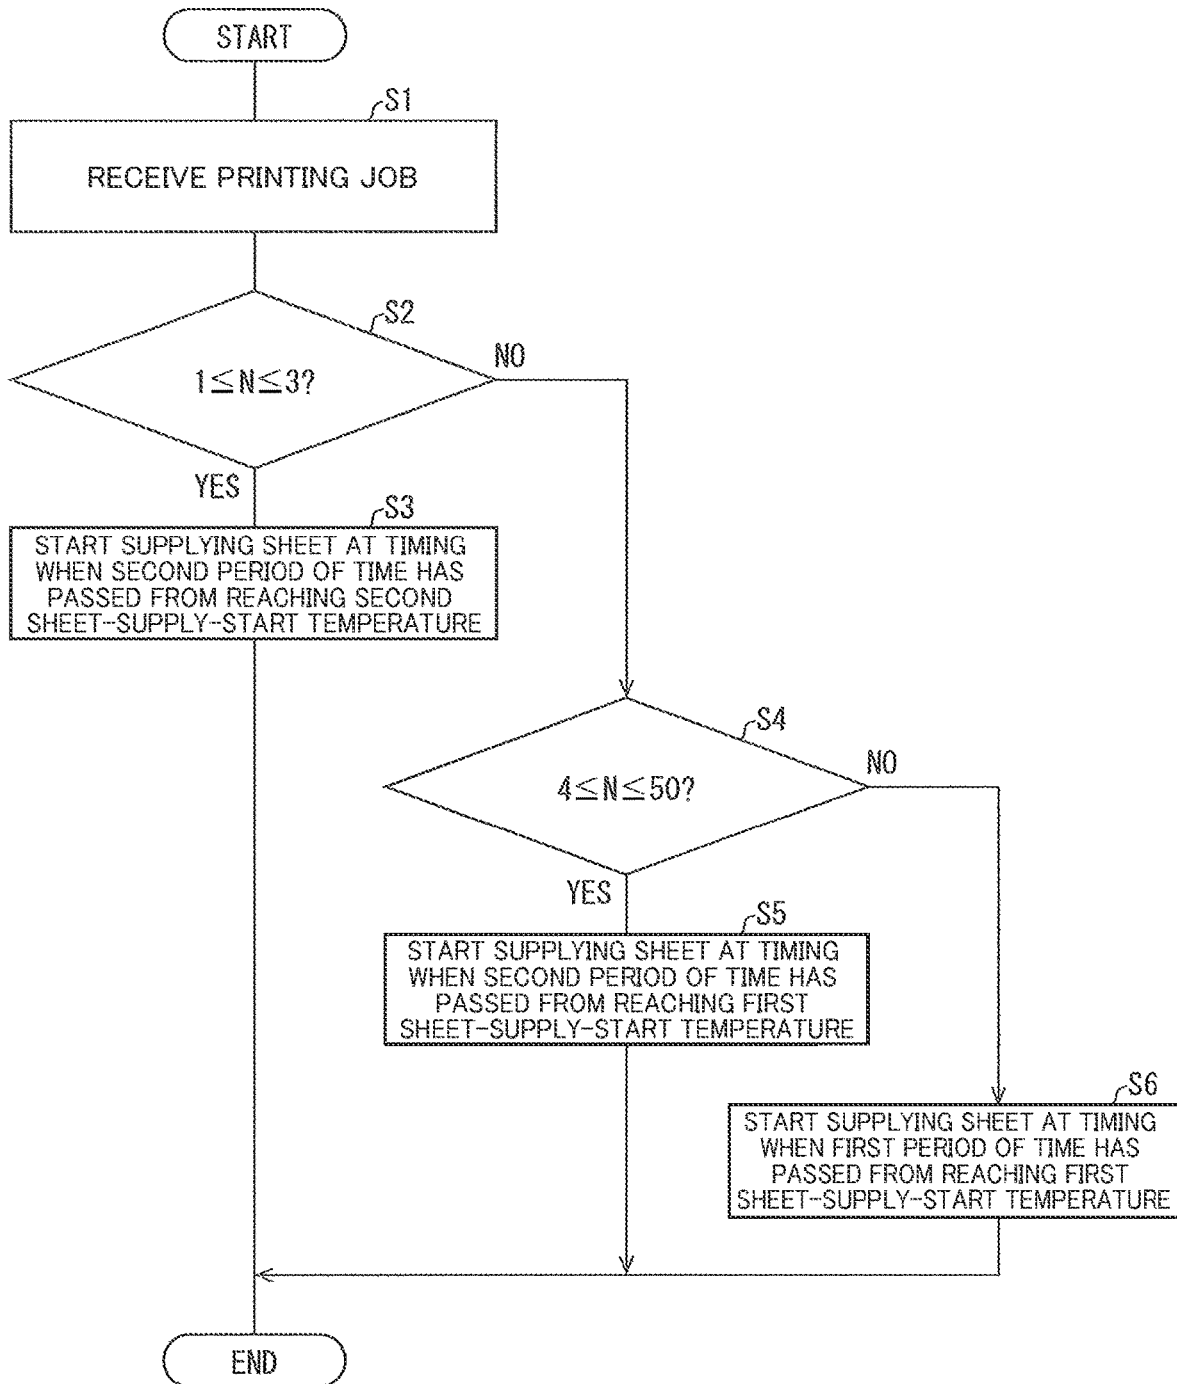 START
S1
RECEIVE PRINTING JOB
S2
1≦N≦3?
NO
YES
S3
START SUPPLYING SHEET AT TIMING
WHEN SECOND PERIOD OF TIME HAS
PASSED FROM REACHING SECOND
SHEET-SUPPLY-START TEMPERATURE
S4
4≦N≦50?
NO
YES
S5
START SUPPLYING SHEET AT TIMING
WHEN SECOND PERIOD OF TIME HAS
PASSED FROM REACHING FIRST
SHEET-SUPPLY-START TEMPERATURE
S6
START SUPPLYING SHEET AT TIMING
WHEN FIRST PERIOD OF TIME HAS
PASSED FROM REACHING FIRST
SHEET-SUPPLY-START TEMPERATURE
END